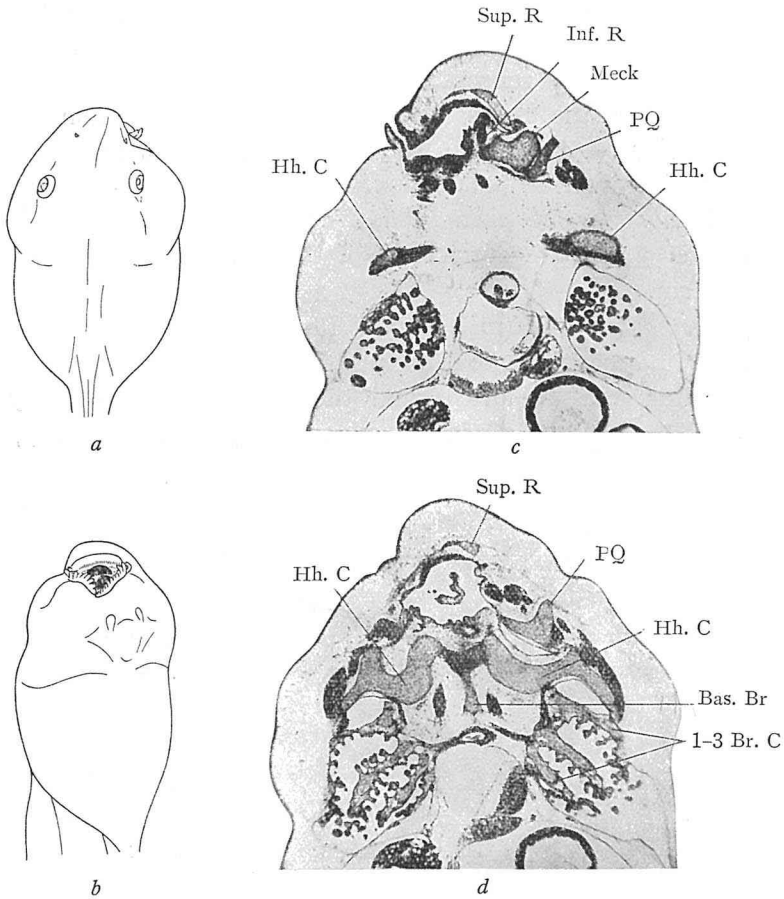 Sup. R
Inf. R
Meck
PQ
Hh. C
Hh. C
a
c
Sup. R
PQ
Hh. C
Hh. C
Bas. Br
1–3 Br. C
b
d